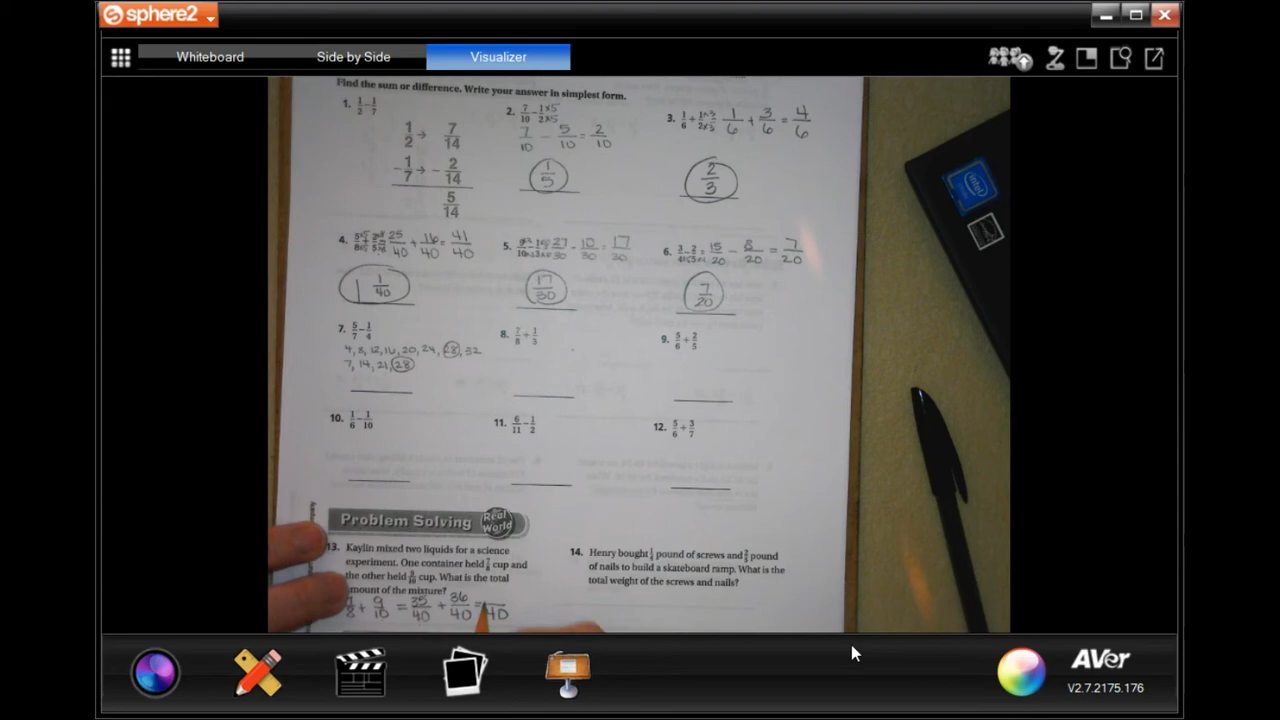 sphere2
Whiteboard Side by Side Visualizer
Find the sum or difference. Write your answer in simplest form.
1. 1/2 - 1/7
1/2 → 7/14
- 1/7 → - 2/14
5/14
2. 7/10 - 1×5/2×5
7/10 - 5/10 = 2/10
1/5
3. 1/6 + 1×3/2×3 1/6 + 3/6 = 4/6
2/3
4. 25/40 + 16/40 = 41/40
1 1/40
5. 27/30 - 10/30 = 17/30
17/30
6. 15/20 - 8/20 = 7/20
7/20
7. 5/7 - 1/4
4, 8, 12, 16, 20, 24, 28, 32
7, 14, 21, 28
8. 7/8 + 1/3
9. 5/6 + 2/5
10. 1/6 - 1/10
11. 6/11 - 1/2
12. 5/6 + 3/7
Problem Solving Real World
13. Kaylin mixed two liquids for a science
experiment. One container held 7/8 cup and
the other held 9/10 cup. What is the total
amount of the mixture?
7/8 + 9/10 = 35/40 + 36/40 = /40
14. Henry bought 1/4 pound of screws and 2/5 pound
of nails to build a skateboard ramp. What is the
total weight of the screws and nails?
intel
AVer
V2.7.2175.176